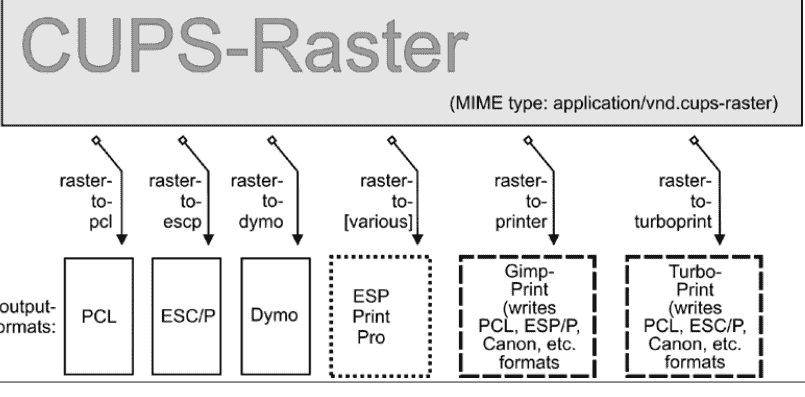 CUPS-Raster
(MIME type: application/vnd.cups-raster)
raster-
to-
pcl
raster-
to-
escp
raster-
to-
dymo
raster-
to-
[various]
raster-
to-
printer
raster-
to-
turboprint
output-
ormats:
PCL
ESC/P
Dymo
ESP
Print
Pro
Gimp-
Print
(writes
PCL, ESP/P,
Canon, etc.
formats
Turbo-
Print
(writes
PCL, ESC/P,
Canon, etc.
formats